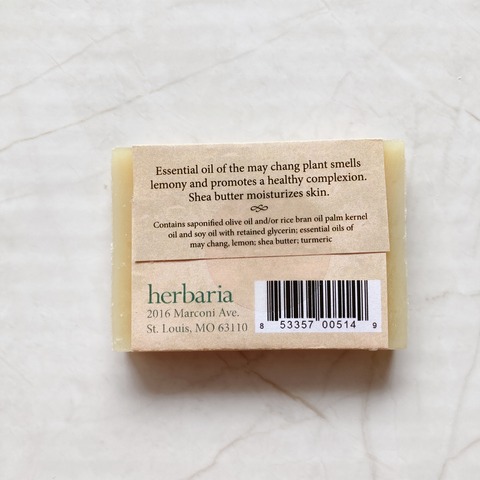 Essential oil of the may chang plant smells
lemony and promotes a healthy complexion.
Shea butter moisturizes skin.
Contains saponified olive oil and/or rice bran oil palm kernel
oil and soy oil with retained glycerin; essential oils of
may chang, lemon; shea butter; turmeric
herbaria
2016 Marconi Ave.
St. Louis, MO 63110
8 53357 00514 9